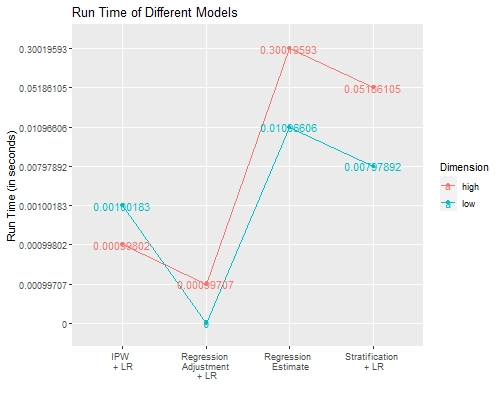 Run Time of Different Models
Run Time (in seconds)
0.30019593
0.05186105
0.01096606
0.00797892
0.00100183
0.00099802
0.00099707
0
0.30019593
0.05186105
0.01096606
0.00797892
0.00100183
0.00099802
0.00099707
0
IPW
+ LR
Regression
Adjustment
+ LR
Regression
Estimate
Stratification
+ LR
Dimension
a high
a low